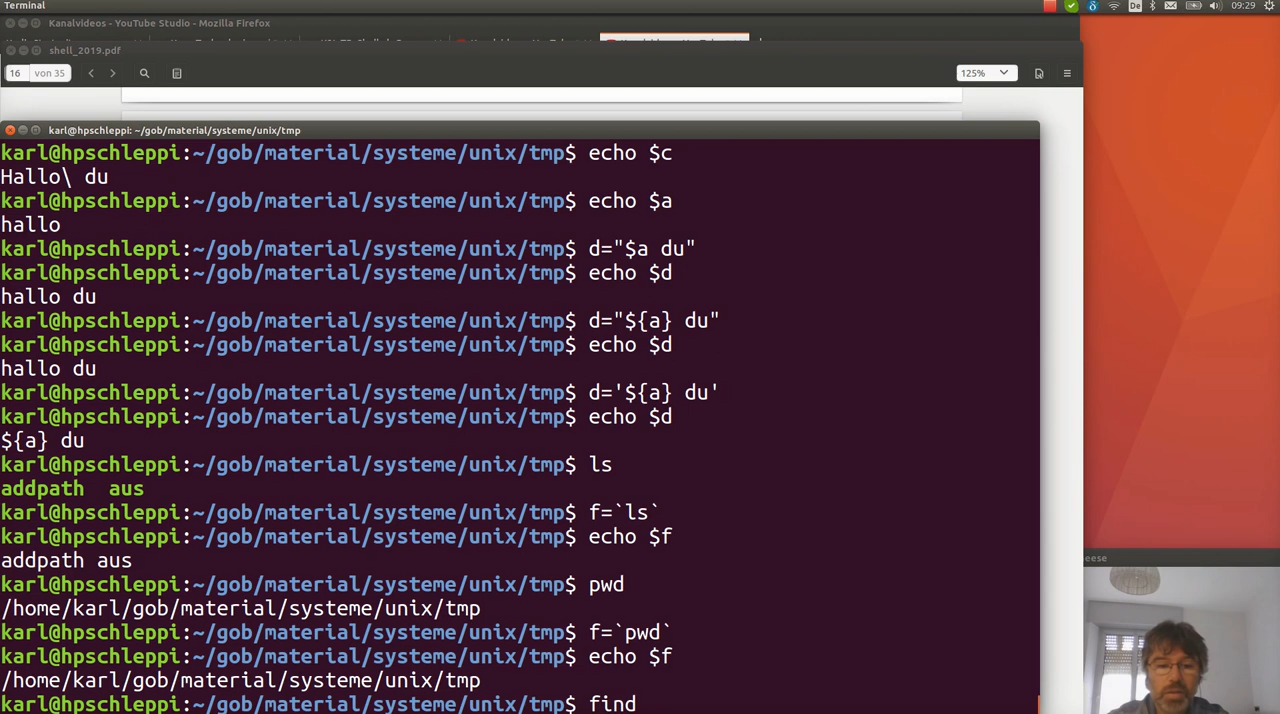 Terminal
De
09:29
Kanalvideos - YouTube Studio - Mozilla Firefox
shell_2019.pdf
16 von 35
125%
karl@hpschleppi: ~/gob/material/systeme/unix/tmp
karl@hpschleppi:~/gob/material/systeme/unix/tmp$ echo $c
Hallo\ du
karl@hpschleppi:~/gob/material/systeme/unix/tmp$ echo $a
hallo
karl@hpschleppi:~/gob/material/systeme/unix/tmp$ d="$a du"
karl@hpschleppi:~/gob/material/systeme/unix/tmp$ echo $d
hallo du
karl@hpschleppi:~/gob/material/systeme/unix/tmp$ d="${a} du"
karl@hpschleppi:~/gob/material/systeme/unix/tmp$ echo $d
hallo du
karl@hpschleppi:~/gob/material/systeme/unix/tmp$ d='${a} du'
karl@hpschleppi:~/gob/material/systeme/unix/tmp$ echo $d
${a} du
karl@hpschleppi:~/gob/material/systeme/unix/tmp$ ls
addpath  aus
karl@hpschleppi:~/gob/material/systeme/unix/tmp$ f=`ls`
karl@hpschleppi:~/gob/material/systeme/unix/tmp$ echo $f
addpath aus
karl@hpschleppi:~/gob/material/systeme/unix/tmp$ pwd
/home/karl/gob/material/systeme/unix/tmp
karl@hpschleppi:~/gob/material/systeme/unix/tmp$ f=`pwd`
karl@hpschleppi:~/gob/material/systeme/unix/tmp$ echo $f
/home/karl/gob/material/systeme/unix/tmp
karl@hpschleppi:~/gob/material/systeme/unix/tmp$ find
eese